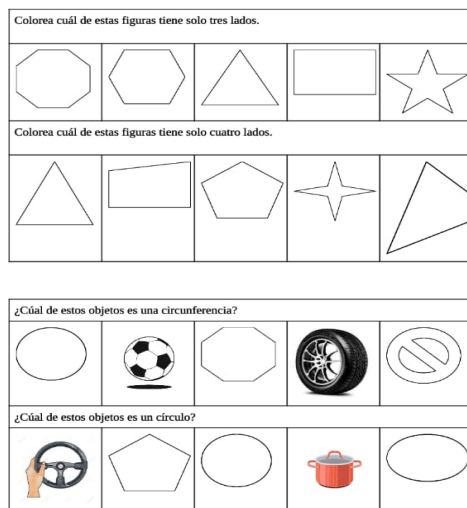 Colorea cuál de estas figuras tiene solo tres lados.
Colorea cuál de estas figuras tiene solo cuatro lados.
¿Cúal de estos objetos es una circunferencia?
¿Cúal de estos objetos es un círculo?